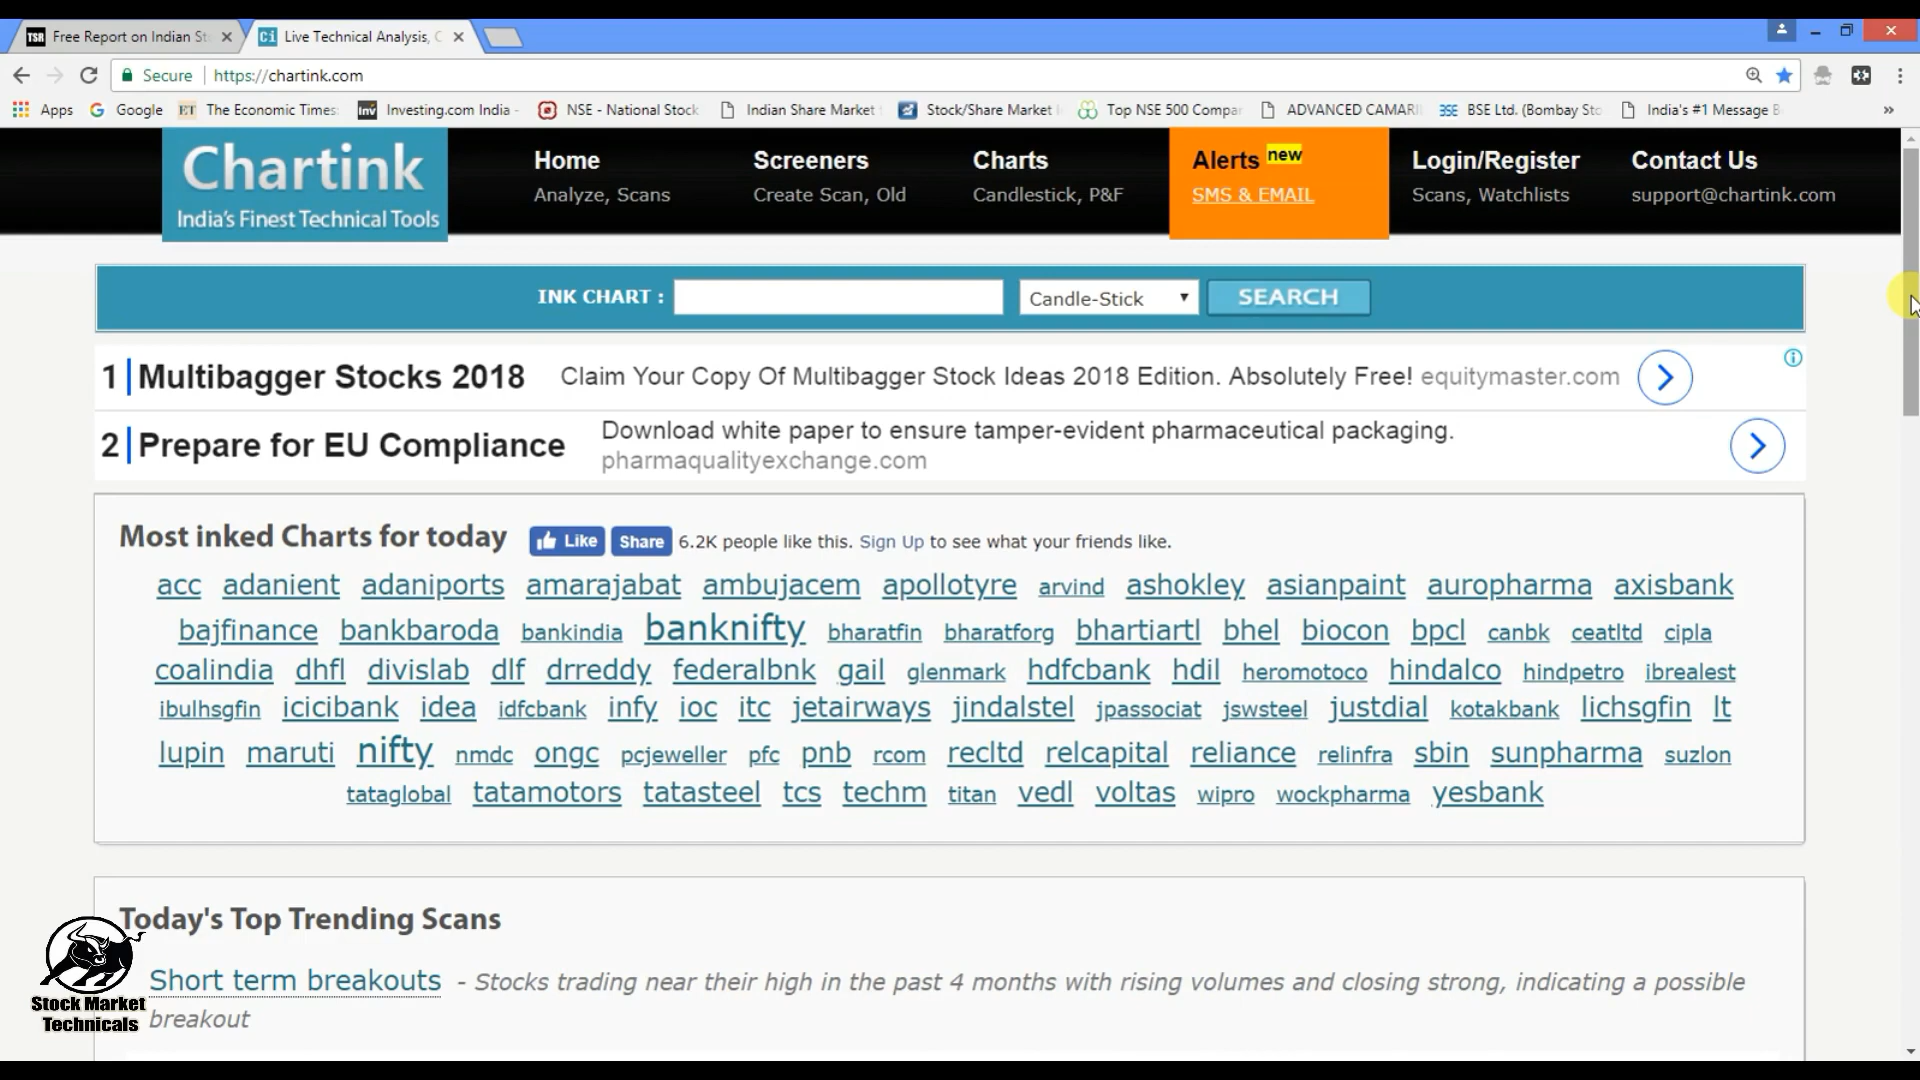 TSR Free Report on Indian St
Ci Live Technical Analysis, C
Secure https://chartink.com
Apps Google ET The Economic Times: Inv Investing.com India - NSE - National Stock Indian Share Market Stock/Share Market Top NSE 500 Compar ADVANCED CAMARI BSE BSE Ltd. (Bombay Sto India's #1 Message B »
Chartink
India's Finest Technical Tools
Home
Analyze, Scans
Screeners
Create Scan, Old
Charts
Candlestick, P&F
Alerts new
SMS & EMAIL
Login/Register
Scans, Watchlists
Contact Us
support@chartink.com
INK CHART : Candle-Stick SEARCH
1 Multibagger Stocks 2018 Claim Your Copy Of Multibagger Stock Ideas 2018 Edition. Absolutely Free! equitymaster.com
2 Prepare for EU Compliance Download white paper to ensure tamper-evident pharmaceutical packaging.
pharmaqualityexchange.com
Most inked Charts for today Like Share 6.2K people like this. Sign Up to see what your friends like.
acc adanient adaniports amarajabat ambujacem apollotyre arvind ashokley asianpaint auropharma axisbank
bajfinance bankbaroda bankindia banknifty bharatfin bharatforg bhartiartl bhel biocon bpcl canbk ceatltd cipla
coalindia dhfl divislab dlf drreddy federalbnk gail glenmark hdfcbank hdil heromotoco hindalco hindpetro ibrealest
ibulhsgfin icicibank idea idfcbank infy ioc itc jetairways jindalstel jpassociat jswsteel justdial kotakbank lichsgfin lt
lupin maruti nifty nmdc ongc pcjeweller pfc pnb rcom recltd relcapital reliance relinfra sbin sunpharma suzlon
tataglobal tatamotors tatasteel tcs techm titan vedl voltas wipro wockpharma yesbank
Today's Top Trending Scans
Short term breakouts - Stocks trading near their high in the past 4 months with rising volumes and closing strong, indicating a possible
breakout
Stock Market
Technicals